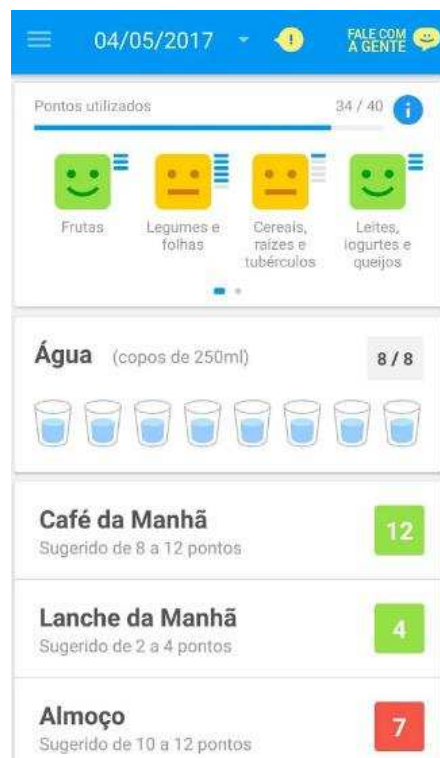 04/05/2017
FALE COM
A GENTE
Pontos utilizados 34 / 40
Frutas
Legumes e
folhas
Cereais,
raízes e
tubérculos
Leites,
iogurtes e
queijos
Água (copos de 250ml) 8 / 8
Café da Manhã
Sugerido de 8 a 12 pontos
12
Lanche da Manhã
Sugerido de 2 a 4 pontos
4
Almoço
Sugerido de 10 a 12 pontos
7